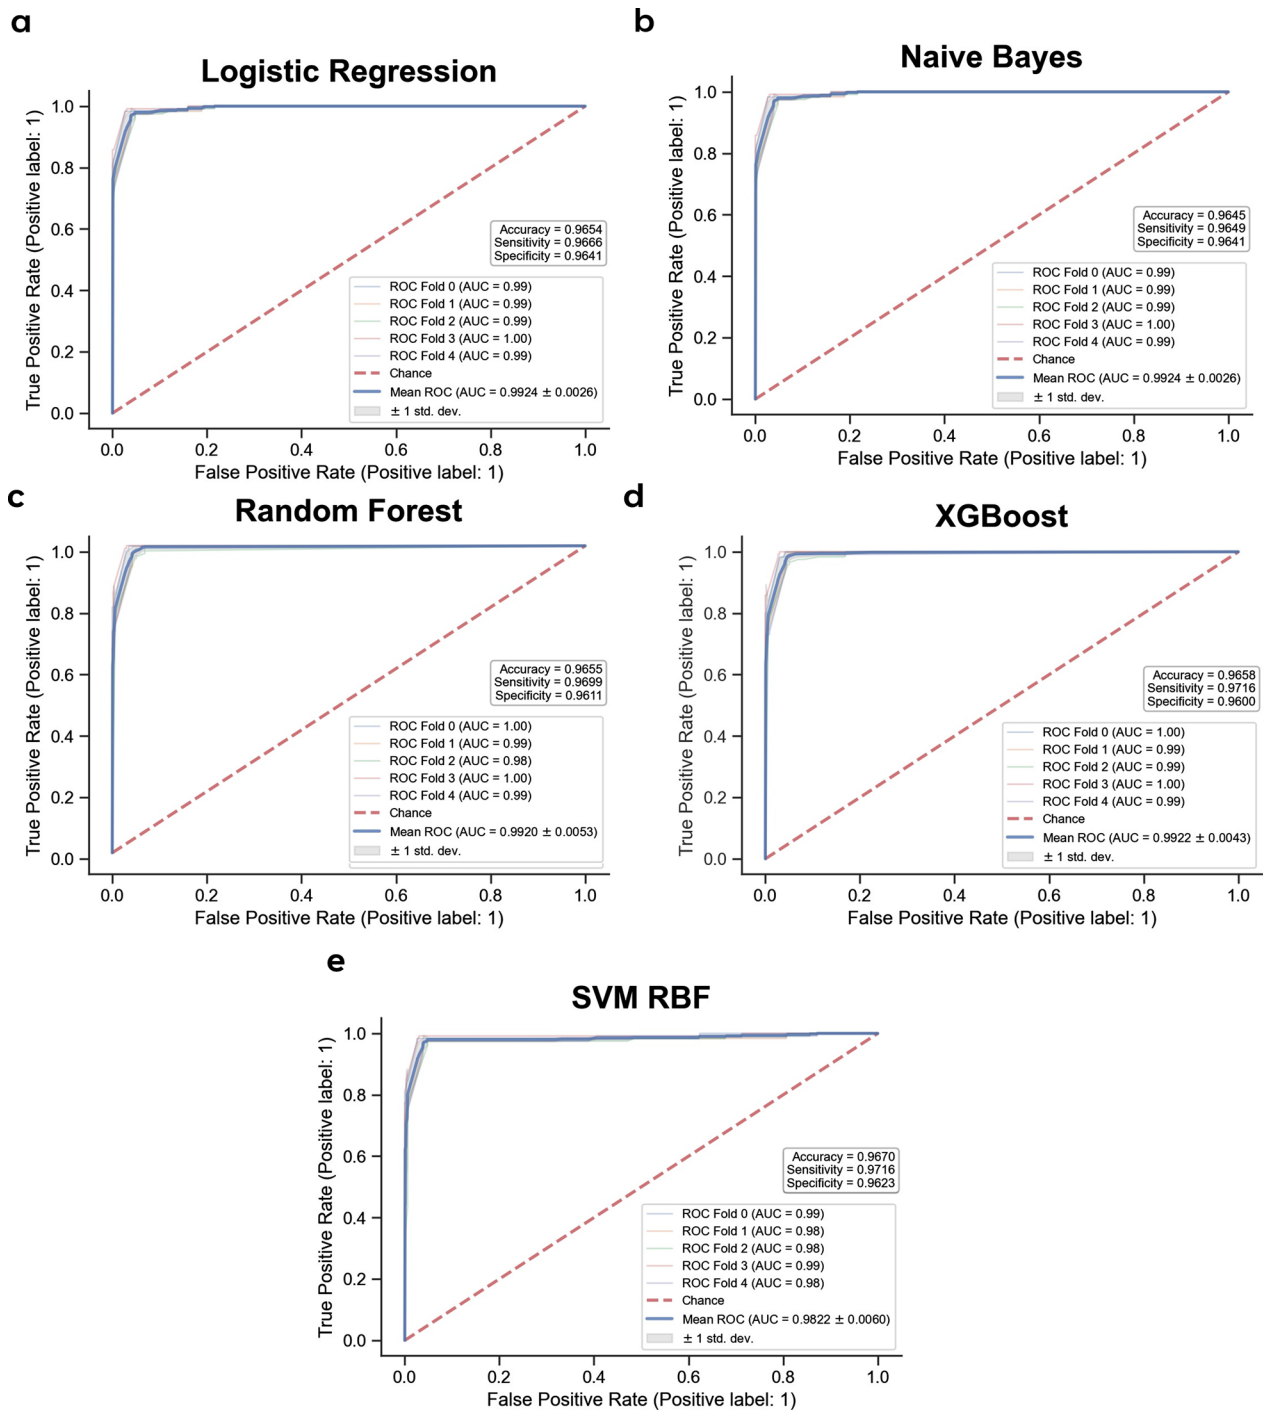 a
Logistic Regression
True Positive Rate (Positive label: 1)
1.0
0.8
0.6
0.4
0.2
0.0
Accuracy = 0.9654
Sensitivity = 0.9666
Specificity = 0.9641
ROC Fold 0 (AUC = 0.99)
ROC Fold 1 (AUC = 0.99)
ROC Fold 2 (AUC = 0.99)
ROC Fold 3 (AUC = 1.00)
ROC Fold 4 (AUC = 0.99)
Chance
Mean ROC (AUC = 0.9924 ± 0.0026)
± 1 std. dev.
0.0 0.2 0.4 0.6 0.8 1.0
False Positive Rate (Positive label: 1)
b
Naive Bayes
True Positive Rate (Positive label: 1)
1.0
0.8
0.6
0.4
0.2
0.0
Accuracy = 0.9645
Sensitivity = 0.9649
Specificity = 0.9641
ROC Fold 0 (AUC = 0.99)
ROC Fold 1 (AUC = 0.99)
ROC Fold 2 (AUC = 0.99)
ROC Fold 3 (AUC = 1.00)
ROC Fold 4 (AUC = 0.99)
Chance
Mean ROC (AUC = 0.9924 ± 0.0026)
± 1 std. dev.
0.0 0.2 0.4 0.6 0.8 1.0
False Positive Rate (Positive label: 1)
c
Random Forest
True Positive Rate (Positive label: 1)
1.0
0.8
0.6
0.4
0.2
0.0
Accuracy = 0.9655
Sensitivity = 0.9699
Specificity = 0.9611
ROC Fold 0 (AUC = 1.00)
ROC Fold 1 (AUC = 0.99)
ROC Fold 2 (AUC = 0.98)
ROC Fold 3 (AUC = 1.00)
ROC Fold 4 (AUC = 0.99)
Chance
Mean ROC (AUC = 0.9920 ± 0.0053)
± 1 std. dev.
0.0 0.2 0.4 0.6 0.8 1.0
False Positive Rate (Positive label: 1)
d
XGBoost
True Positive Rate (Positive label: 1)
1.0
0.8
0.6
0.4
0.2
0.0
Accuracy = 0.9658
Sensitivity = 0.9716
Specificity = 0.9600
ROC Fold 0 (AUC = 1.00)
ROC Fold 1 (AUC = 0.99)
ROC Fold 2 (AUC = 0.99)
ROC Fold 3 (AUC = 1.00)
ROC Fold 4 (AUC = 0.99)
Chance
Mean ROC (AUC = 0.9922 ± 0.0043)
± 1 std. dev.
0.0 0.2 0.4 0.6 0.8 1.0
False Positive Rate (Positive label: 1)
e
SVM RBF
True Positive Rate (Positive label: 1)
1.0
0.8
0.6
0.4
0.2
0.0
Accuracy = 0.9670
Sensitivity = 0.9716
Specificity = 0.9623
ROC Fold 0 (AUC = 0.99)
ROC Fold 1 (AUC = 0.98)
ROC Fold 2 (AUC = 0.98)
ROC Fold 3 (AUC = 0.99)
ROC Fold 4 (AUC = 0.98)
Chance
Mean ROC (AUC = 0.9822 ± 0.0060)
± 1 std. dev.
0.0 0.2 0.4 0.6 0.8 1.0
False Positive Rate (Positive label: 1)